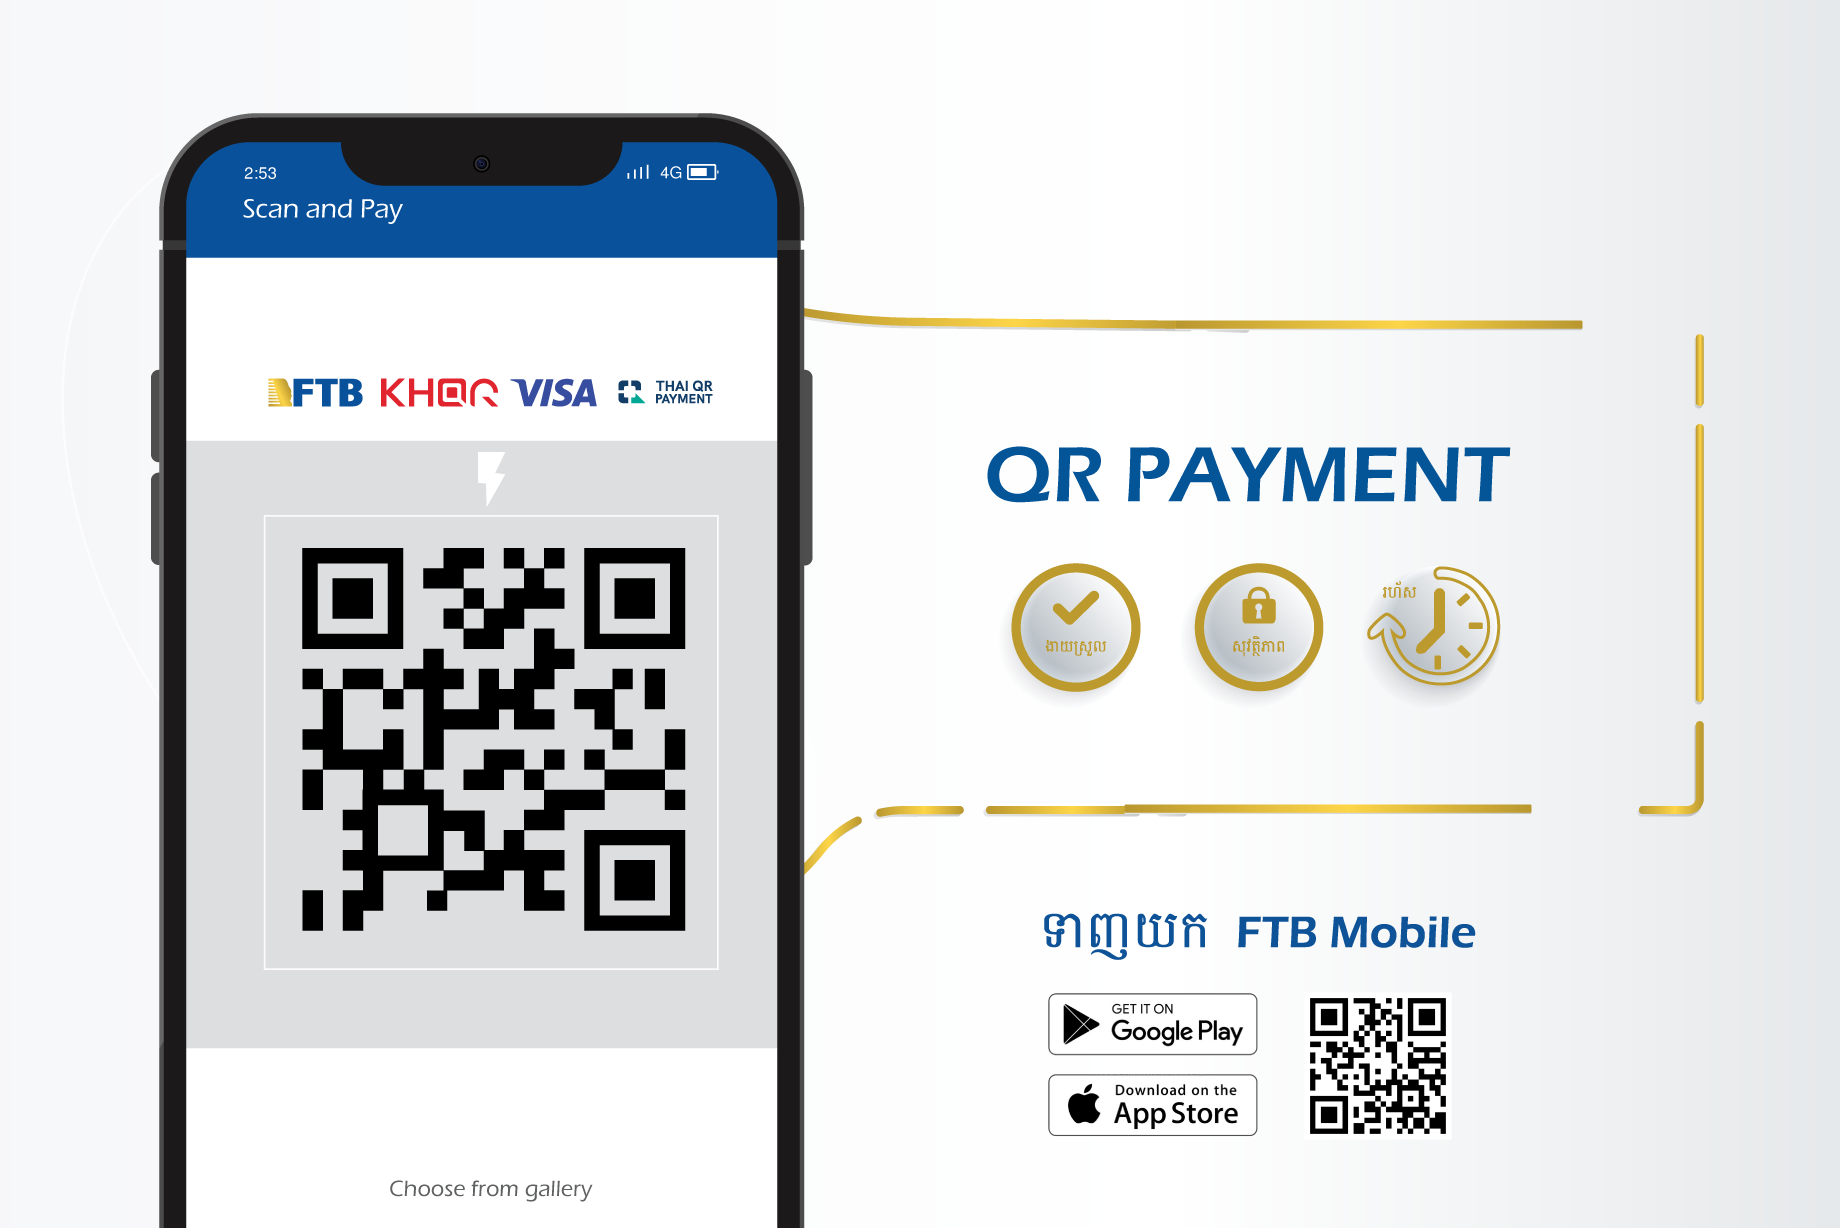 2:53
4G
Scan and Pay
FTB KHQR VISA THAI QR
PAYMENT
Choose from gallery
QR PAYMENT
ងាយស្រួល
សុវត្ថិភាព
រហ័ស
ទាញយក FTB Mobile
GET IT ON
Google Play
Download on the
App Store